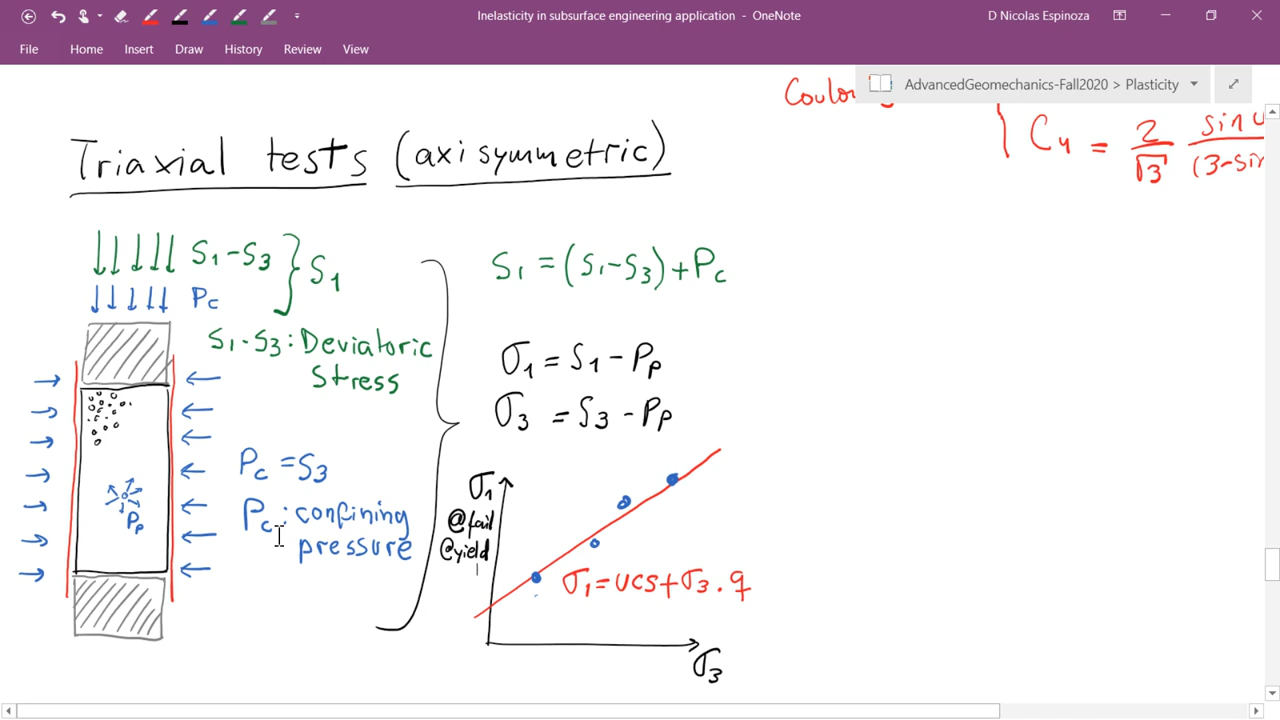 Inelasticity in subsurface engineering application - OneNote
D Nicolas Espinoza
File Home Insert Draw History Review View
AdvancedGeomechanics-Fall2020 > Plasticity
C4 = 2/√3
Triaxial tests (axisymmetric)
S1-S3 } S1
Pc
S1-S3: Deviatoric
Stress
Pc = S3
Pc: confining
pressure
Pp
S1 = (S1-S3) + Pc
σ1 = S1 - Pp
σ3 = S3 - Pp
σ1
@fail
@yield
σ1 = UCS + σ3 . q
σ3